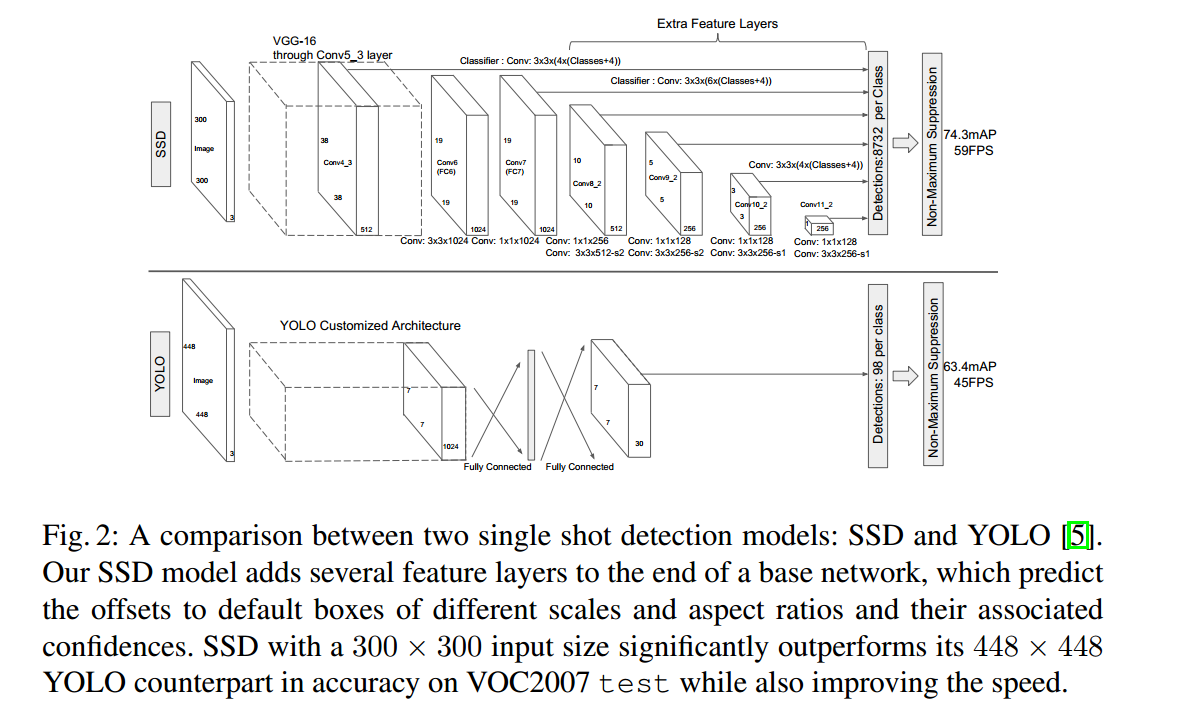 Extra Feature Layers
VGG-16
through Conv5_3 layer
Classifier : Conv: 3x3x(4x(Classes+4))
Classifier : Conv: 3x3x(6x(Classes+4))
SSD
300
Image
300
3
38
Conv4_3
38
512
19
Conv6
(FC6)
19
1024
19
Conv7
(FC7)
19
1024
10
Conv8_2
10
512
5
Conv9_2
5
256
Conv: 3x3x(4x(Classes+4))
3
Conv10_2
3
256
Conv11_2
1
256
Conv: 3x3x1024
Conv: 1x1x1024
Conv: 1x1x256
Conv: 3x3x512-s2
Conv: 1x1x128
Conv: 3x3x256-s2
Conv: 1x1x128
Conv: 3x3x256-s1
Conv: 1x1x128
Conv: 3x3x256-s1
Detections:8732 per Class
Non-Maximum Suppression
74.3mAP
59FPS
YOLO
448
Image
448
3
YOLO Customized Architecture
7
7
1024
Fully Connected
Fully Connected
7
7
30
Detections: 98 per class
Non-Maximum Suppression
63.4mAP
45FPS
Fig. 2: A comparison between two single shot detection models: SSD and YOLO [5].
Our SSD model adds several feature layers to the end of a base network, which predict
the offsets to default boxes of different scales and aspect ratios and their associated
confidences. SSD with a 300 × 300 input size significantly outperforms its 448 × 448
YOLO counterpart in accuracy on VOC2007 test while also improving the speed.